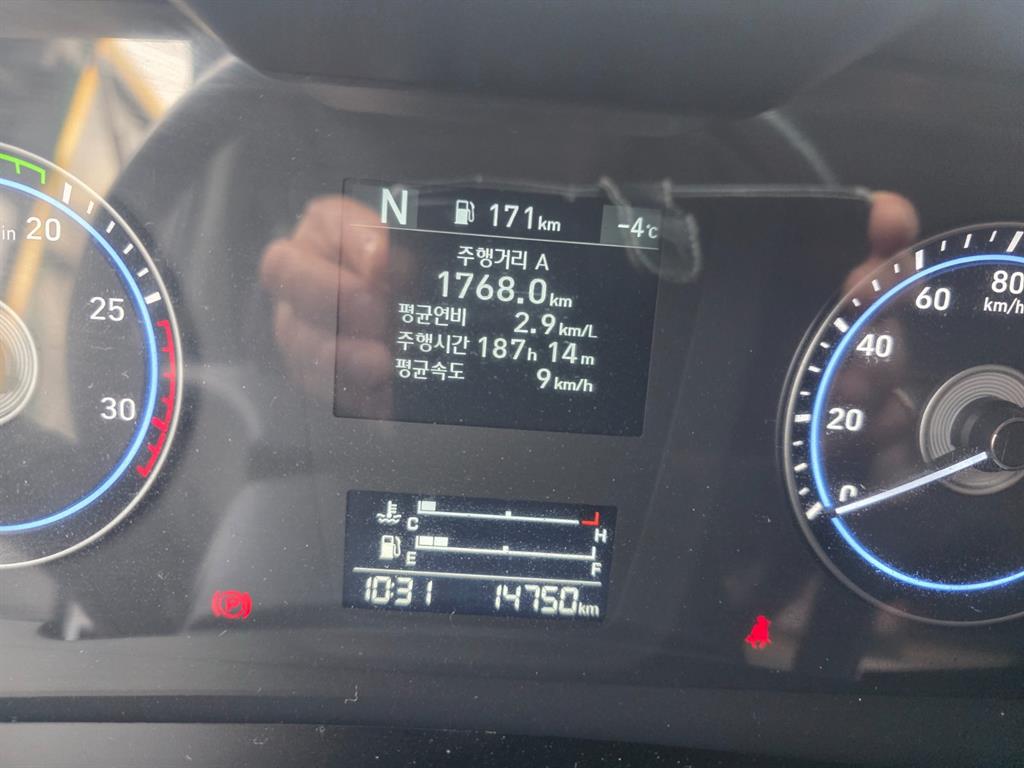 N 171km -4℃
주행거리 A
1768.0km
평균연비 2.9km/L
주행시간 187h 14m
평균속도 9km/h
in 20
25
30
80
km/h
60
40
20
0
C H
E F
10:31 14750km
P